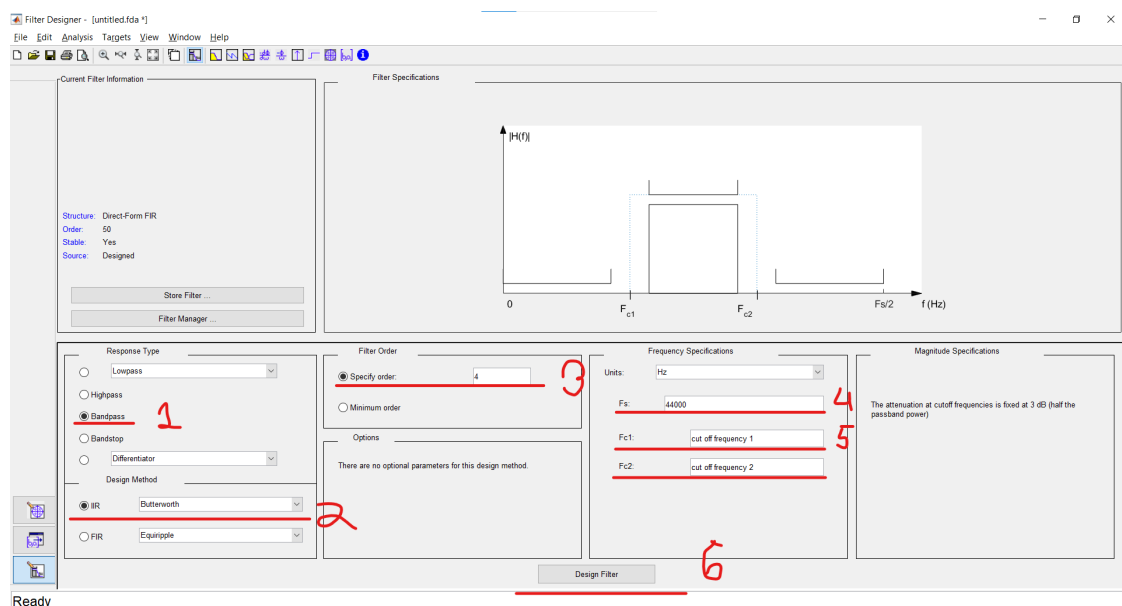 Filter Designer - [untitled.fda *]
File Edit Analysis Targets View Window Help
Current Filter Information
Structure: Direct-Form FIR
Order: 50
Stable: Yes
Source: Designed
Store Filter ...
Filter Manager ...
Filter Specifications
|H(f)|
0 Fc1 Fc2 Fs/2 f (Hz)
Response Type
Lowpass
Highpass
Bandpass 1
Bandstop
Differentiator
Design Method
IIR Butterworth 2
FIR Equiripple
Filter Order
Specify order: 4 3
Minimum order
Options
There are no optional parameters for this design method.
Frequency Specifications
Units: Hz
Fs: 44000 4
Fc1: cut off frequency 1 5
Fc2: cut off frequency 2
Magnitude Specifications
The attenuation at cutoff frequencies is fixed at 3 dB (half the
passband power)
Design Filter 6
Ready